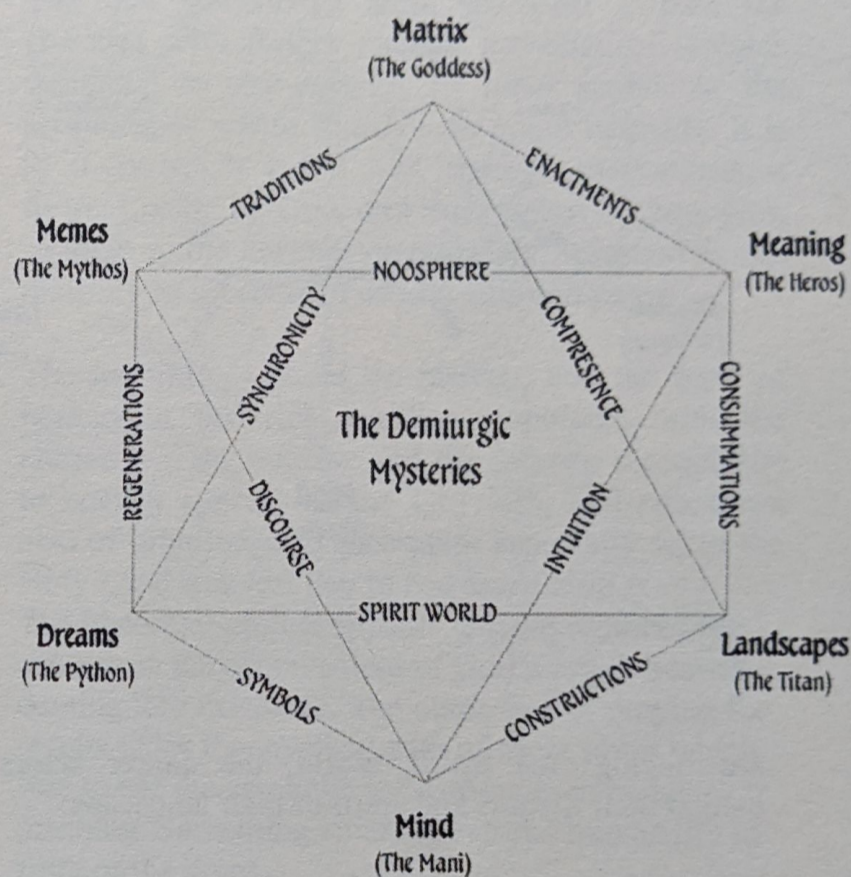 Matrix
(The Goddess)
TRADITIONS
ENACTMENTS
Memes
(The Mythos)
Meaning
(The Heros)
NOOSPHERE
SYNCHRONICITY
COMPRESENCE
REGENERATIONS
CONSUMMATIONS
The Demiurgic
Mysteries
DISCOURSE
INTUITION
SPIRIT WORLD
Dreams
(The Python)
Landscapes
(The Titan)
SYMBOLS
CONSTRUCTIONS
Mind
(The Mani)